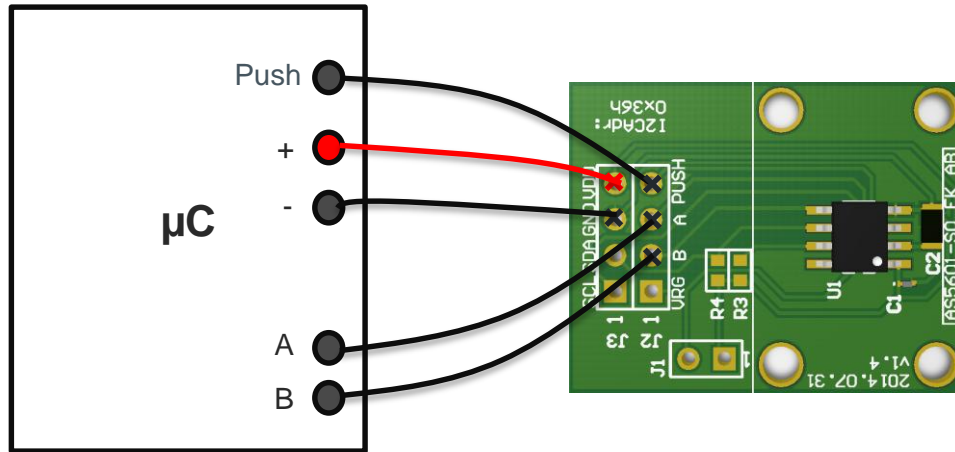 µC
Push
+
-
A
B
I2CAdr:
0x36h
VDD
GND
SDA
SCL
PUSH
A
B
VRG
1
1
J3
J2
R4
R3
J1
1
U1
C1
C2
AS5601-SO_EK_AB
v1.4
2014.07.31